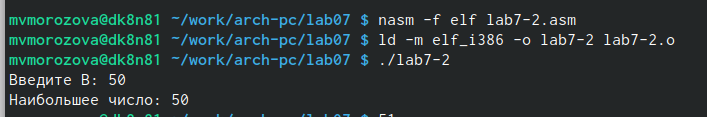 mvmorozova@dk8n81 ~/work/arch-pc/lab07 $ nasm -f elf lab7-2.asm
mvmorozova@dk8n81 ~/work/arch-pc/lab07 $ ld -m elf_i386 -o lab7-2 lab7-2.o
mvmorozova@dk8n81 ~/work/arch-pc/lab07 $ ./lab7-2
Введите B: 50
Наибольшее число: 50